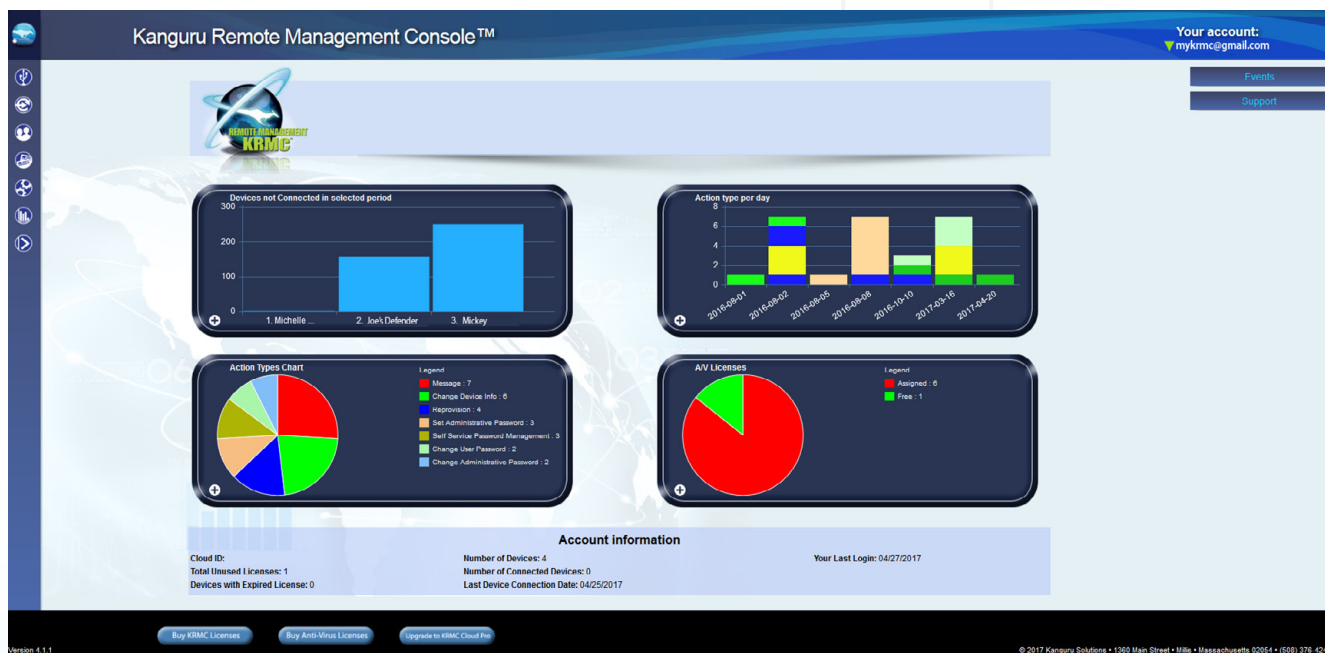 Kanguru Remote Management Console™
Your account:
mykrmc@gmail.com
Events
Support
REMOTE MANAGEMENT
KRMC
Devices not Connected in selected period
300
200
100
0
1. Michelle ...
2. Joe's Defender
3. Mickey
Action type per day
8
6
4
2
0
2016-08-01
2016-08-02
2016-08-05
2016-08-08
2016-10-10
2017-03-16
2017-04-20
Action Types Chart
Legend
Message : 7
Change Device Info : 6
Reprovision : 4
Set Administrative Password : 3
Self Service Password Management : 3
Change User Password : 2
Change Administrative Password : 2
A/V Licenses
Legend
Assigned : 6
Free : 1
Account information
Cloud ID:
Total Unused Licenses: 1
Devices with Expired License: 0
Number of Devices: 4
Number of Connected Devices: 0
Last Device Connection Date: 04/25/2017
Your Last Login: 04/27/2017
Buy KRMC Licenses
Buy Anti-Virus Licenses
Upgrade to KRMC Cloud Pro
Version 4.1.1
© 2017 Kanguru Solutions • 1360 Main Street • Millis • Massachusetts 02054 • (508) 376-42